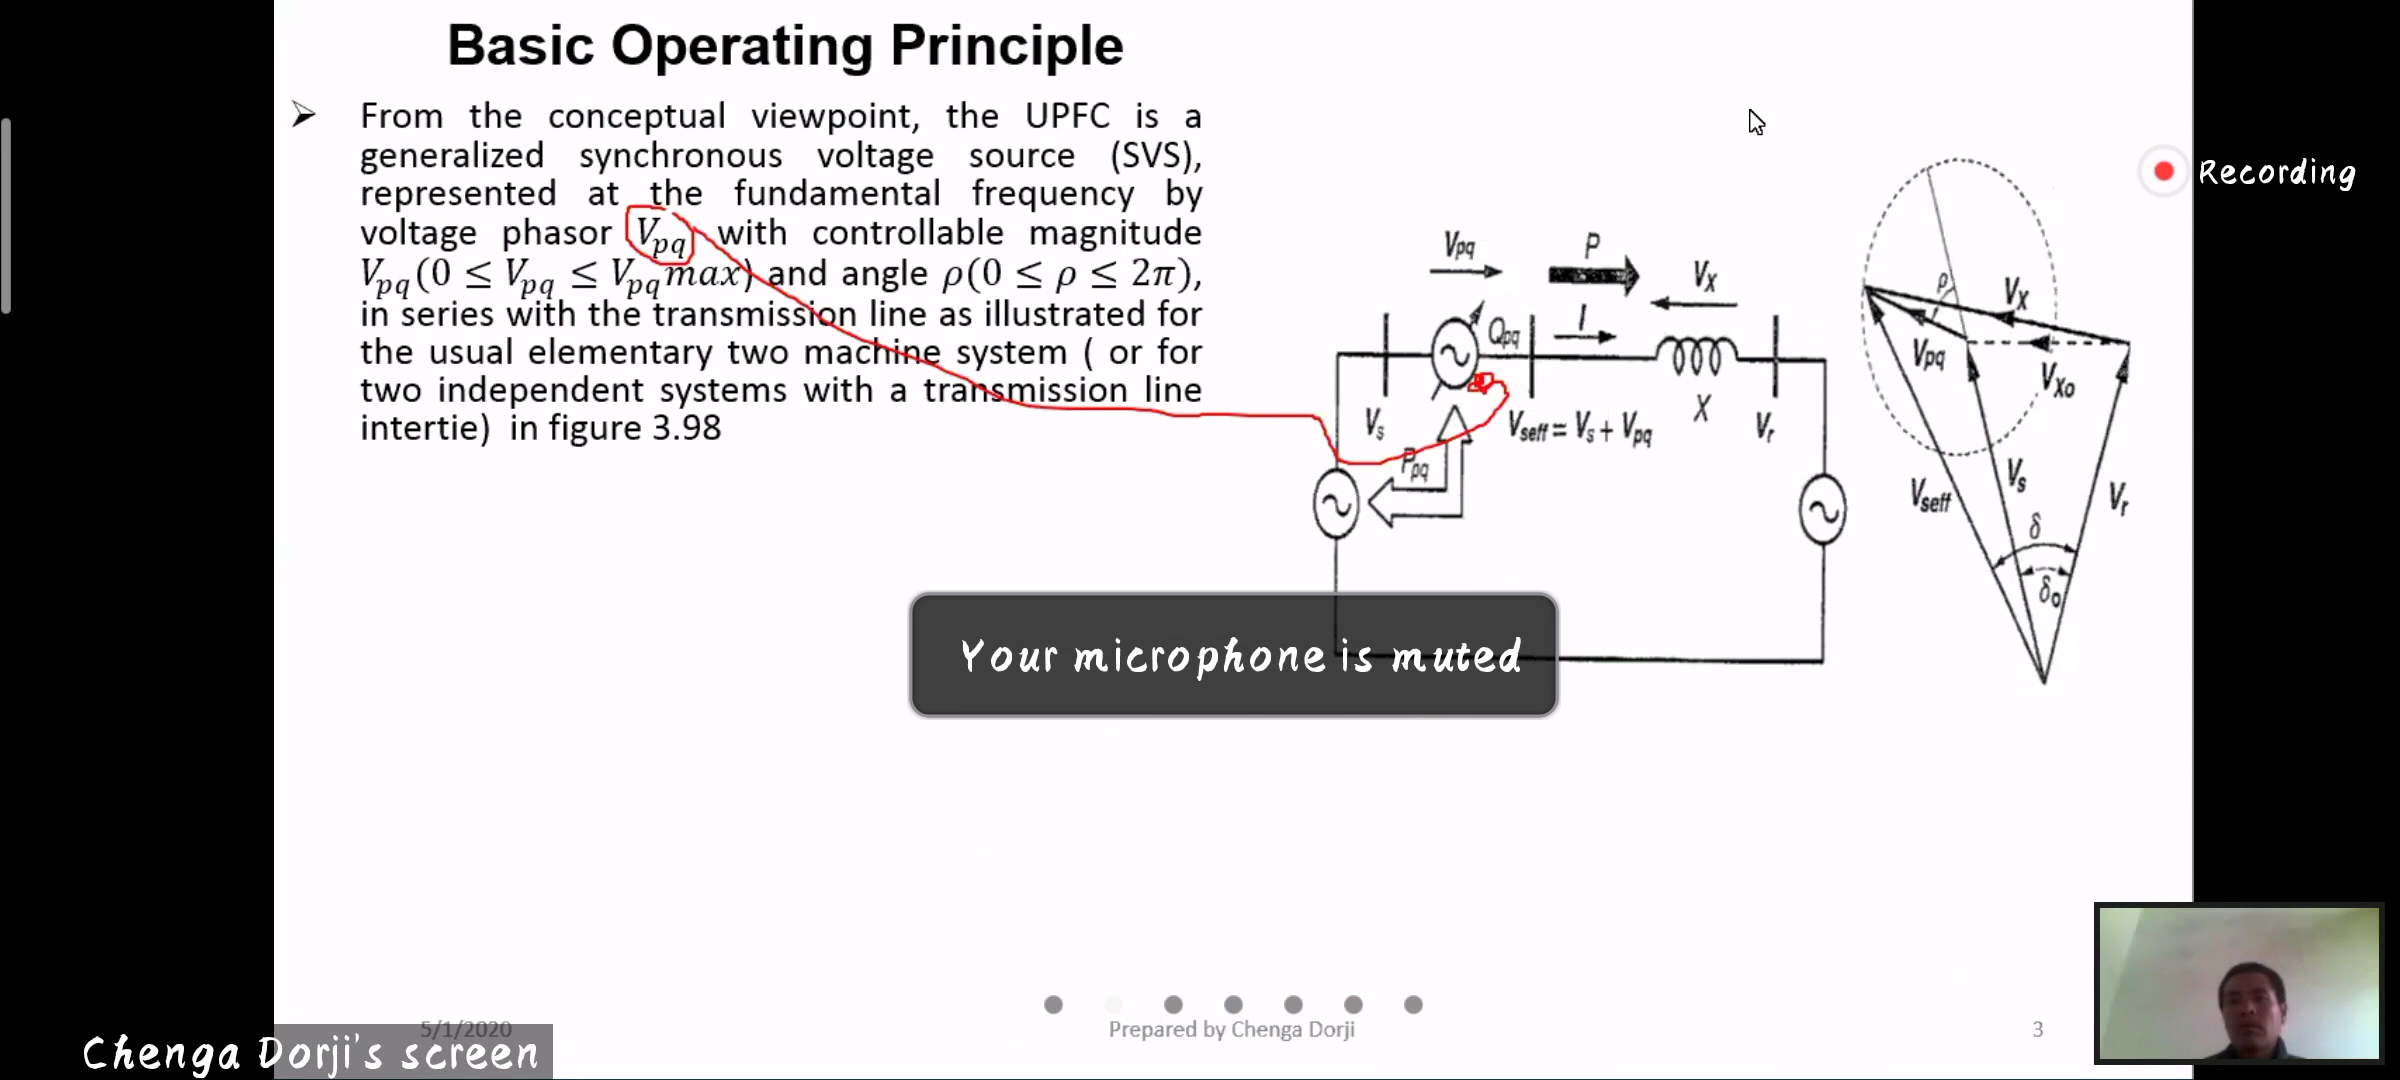 Basic Operating Principle
➤ From the conceptual viewpoint, the UPFC is a
generalized synchronous voltage source (SVS),
represented at the fundamental frequency by
voltage phasor V_pq with controllable magnitude
V_pq(0 ≤ V_pq ≤ V_pq max) and angle ρ(0 ≤ ρ ≤ 2π),
in series with the transmission line as illustrated for
the usual elementary two machine system ( or for
two independent systems with a transmission line
intertie) in figure 3.98
V_pq
P
V_X
Q_pq
I
V_s
V_seff = V_s + V_pq
X
V_r
P_pq
ρ
V_X
V_pq
V_Xo
V_seff
V_s
V_r
δ
δ_o
Recording
Your microphone is muted
5/1/2020
Prepared by Chenga Dorji
3
Chenga Dorji's screen